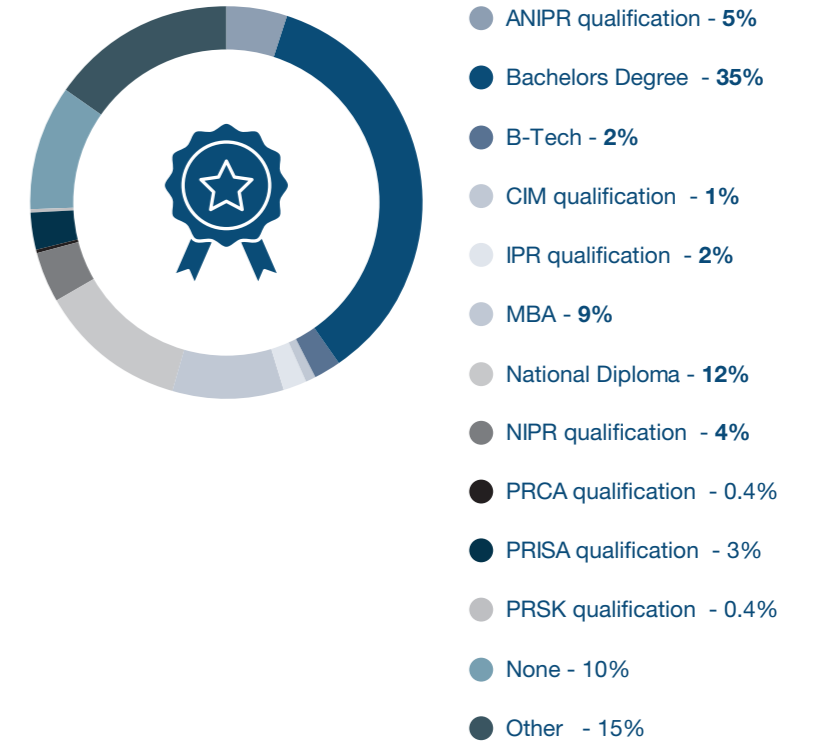 ANIPR qualification - 5%
Bachelors Degree - 35%
B-Tech - 2%
CIM qualification - 1%
IPR qualification - 2%
MBA - 9%
National Diploma - 12%
NIPR qualification - 4%
PRCA qualification - 0.4%
PRISA qualification - 3%
PRSK qualification - 0.4%
None - 10%
Other - 15%